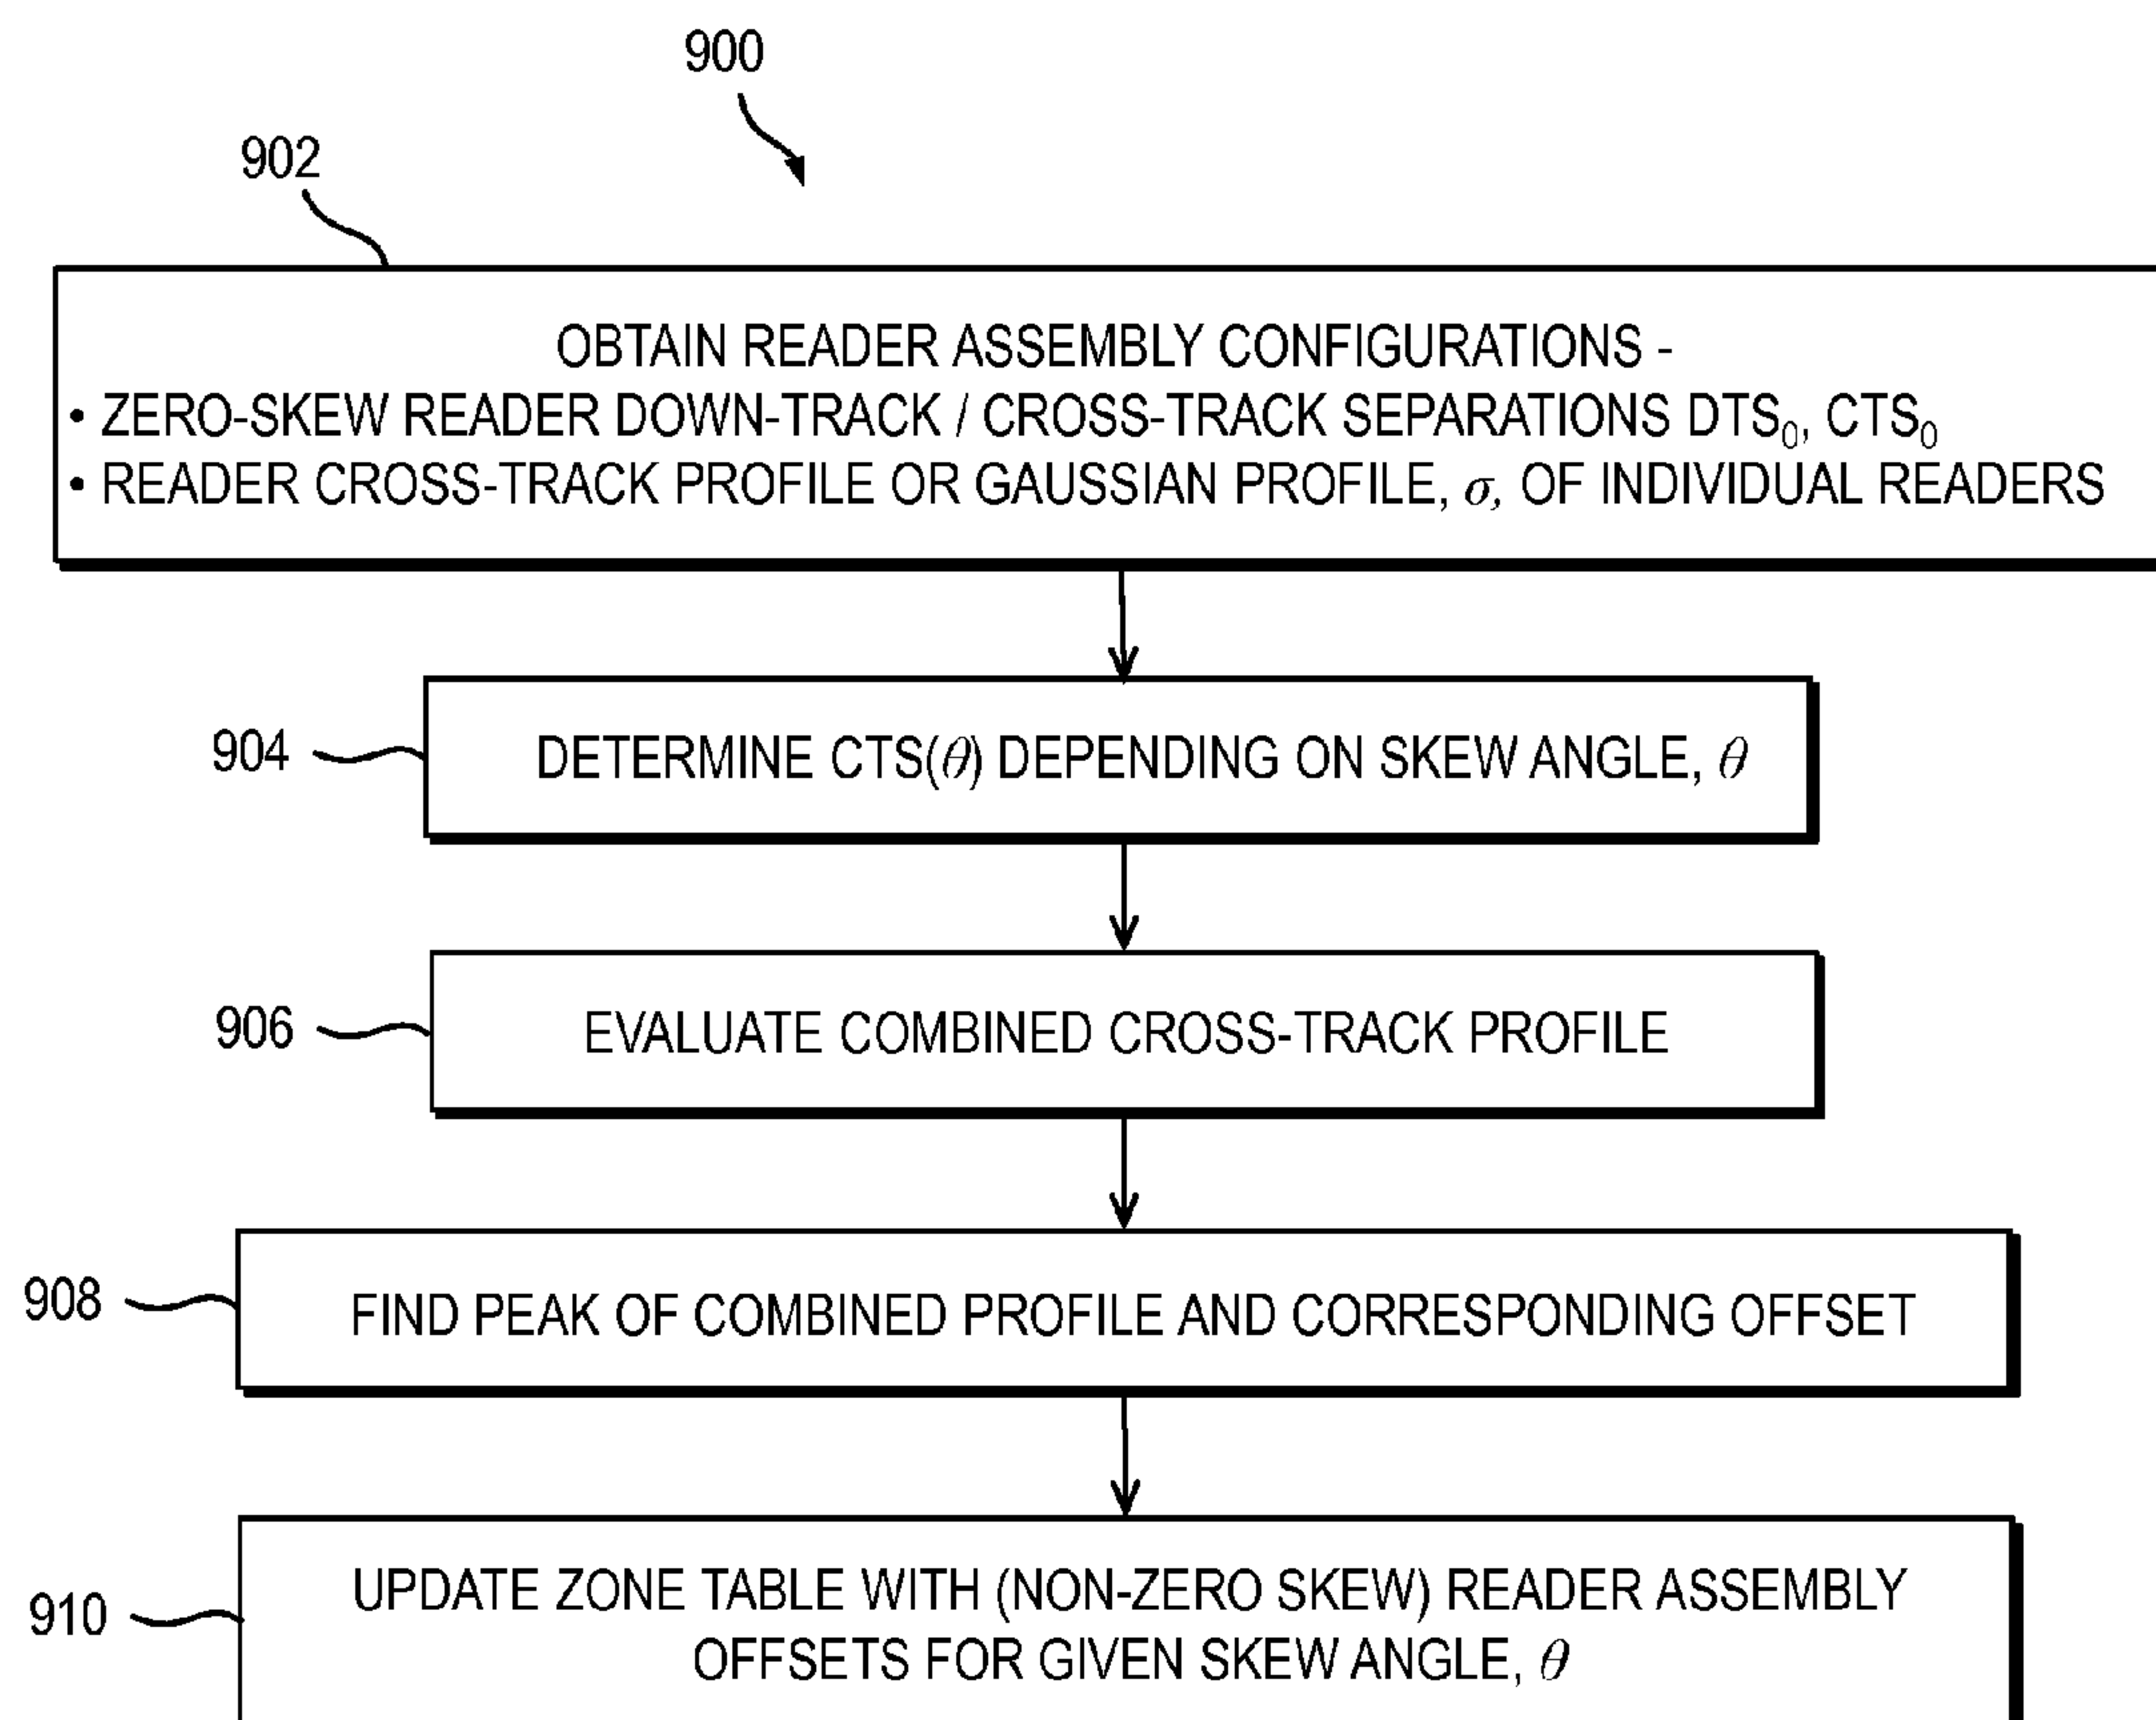 900
902
OBTAIN READER ASSEMBLY CONFIGURATIONS -
• ZERO-SKEW READER DOWN-TRACK / CROSS-TRACK SEPARATIONS DTS₀, CTS₀
• READER CROSS-TRACK PROFILE OR GAUSSIAN PROFILE, σ, OF INDIVIDUAL READERS
904
DETERMINE CTS(θ) DEPENDING ON SKEW ANGLE, θ
906
EVALUATE COMBINED CROSS-TRACK PROFILE
908
FIND PEAK OF COMBINED PROFILE AND CORRESPONDING OFFSET
910
UPDATE ZONE TABLE WITH (NON-ZERO SKEW) READER ASSEMBLY
OFFSETS FOR GIVEN SKEW ANGLE, θ